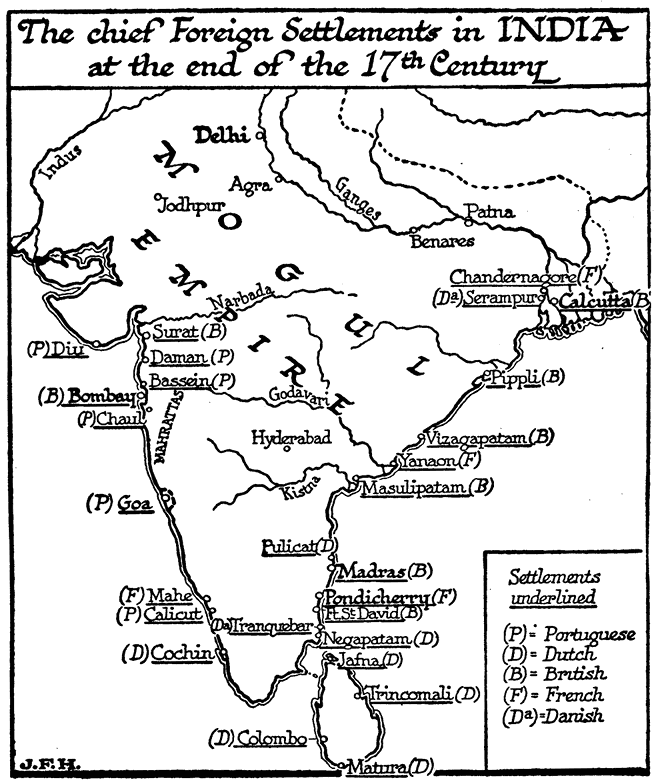 The chief Foreign Settlements in INDIA
at the end of the 17th Century
Indus
Delhi
MOGUL
EMPIRE
Agra
Jodhpur
Ganges
Patna
Benares
Chandernagore (F)
(Da) Serampur
Calcutta (B)
Narbada
Surat (B)
(P) Diu
Daman (P)
Bassein (P)
(B) Bombay
(P) Chaul
MAHRATTAS
Godavari
Pippli (B)
Hyderabad
Vizagapatam (B)
Yanaon (F)
Kistna
Masulipatam (B)
(P) Goa
Pulicat (D)
Madras (B)
(F) Mahe
Pondicherry (F)
(P) Calicut
Ft. St David (B)
(Da) Tranquebar
Negapatam (D)
(D) Cochin
Jafna (D)
Trincomali (D)
(D) Colombo
Matura (D)
Settlements
underlined
(P) = Portuguese
(D) = Dutch
(B) = British
(F) = French
(Da) = Danish
J.F.H.